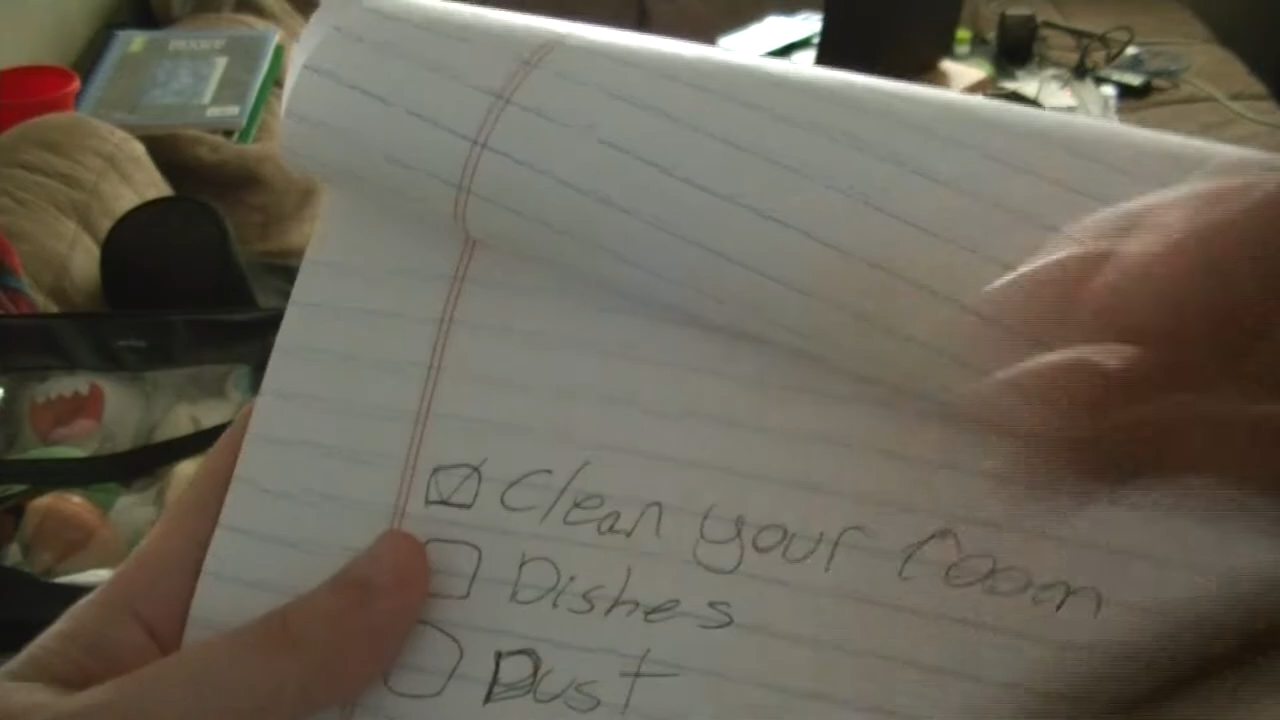 ☑ Clean your room
☐ Dishes
☐ Dust